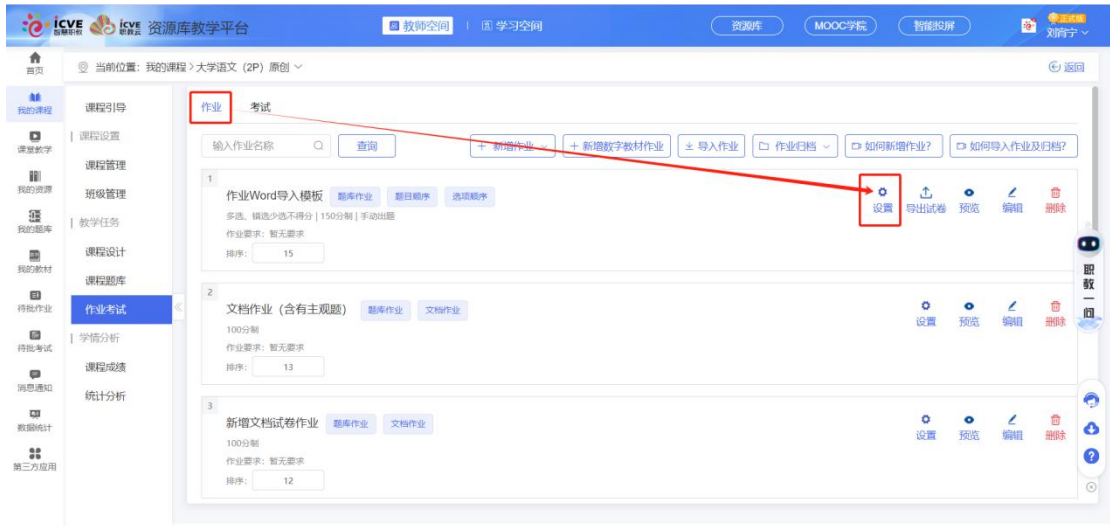 icve 智慧职教 icve 职教云 资源库教学平台 教师空间 学习空间 资源库 MOOC学院 智能投屏 正式版 刘宵宁
首页
当前位置: 我的课程 > 大学语文 (2P) 原创
返回
我的课程
课堂教学
我的资源
我的题库
我的教材
待批作业
待批考试
消息通知
数据统计
第三方应用
课程引导
课程设置
课程管理
班级管理
教学任务
课程设计
课程题库
作业考试
学情分析
课程成绩
统计分析
作业 考试
输入作业名称 查询 + 新增作业 + 新增数字教材作业 导入作业 作业归档 如何新增作业? 如何导入作业及归档?
1
作业Word导入模板 题库作业 题目顺序 选项顺序
设置 导出试卷 预览 编辑 删除
多选、错选少选不得分 | 150分制 | 手动出题
作业要求: 暂无要求
排序: 15
2
文档作业 (含有主观题) 题库作业 文档作业
设置 预览 编辑 删除
100分制
作业要求: 暂无要求
排序: 13
3
新增文档试卷作业 题库作业 文档作业
设置 预览 编辑 删除
100分制
作业要求: 暂无要求
排序: 12
职教一问